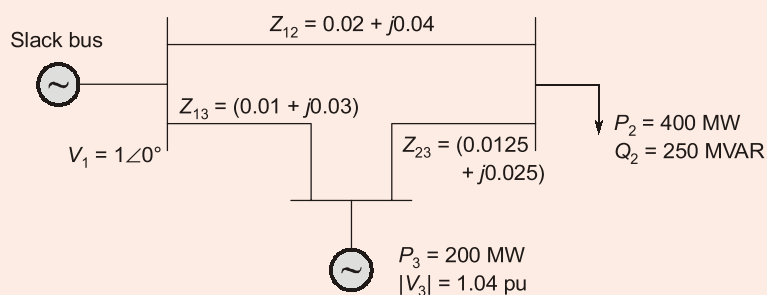 Z₁₂ = 0.02 + j0.04
Slack bus
~
Z₁₃ = (0.01 + j0.03)
V₁ = 1∠0°
Z₂₃ = (0.0125
+ j0.025)
P₂ = 400 MW
Q₂ = 250 MVAR
~
P₃ = 200 MW
|V₃| = 1.04 pu